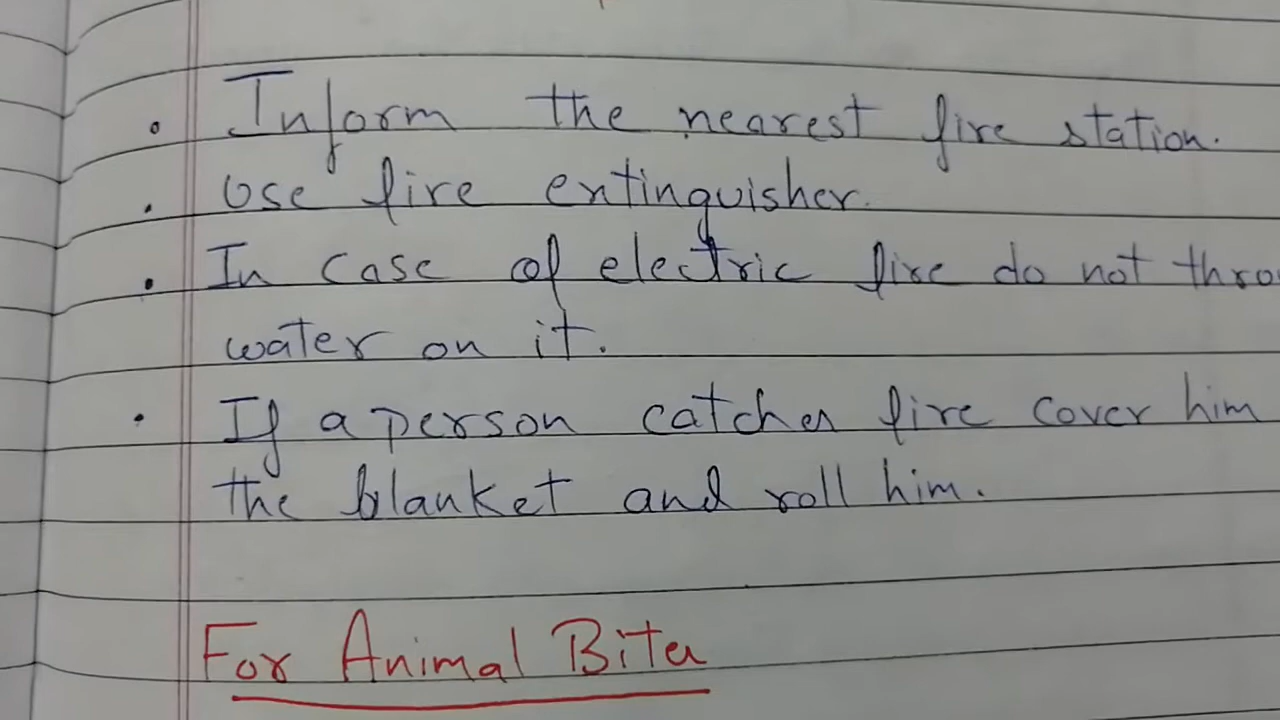 Inform the nearest fire station.
Use fire extinguisher.
In case of electric fire do not thro
water on it.
If a person catches fire cover him
the blanket and roll him.
For Animal Bites